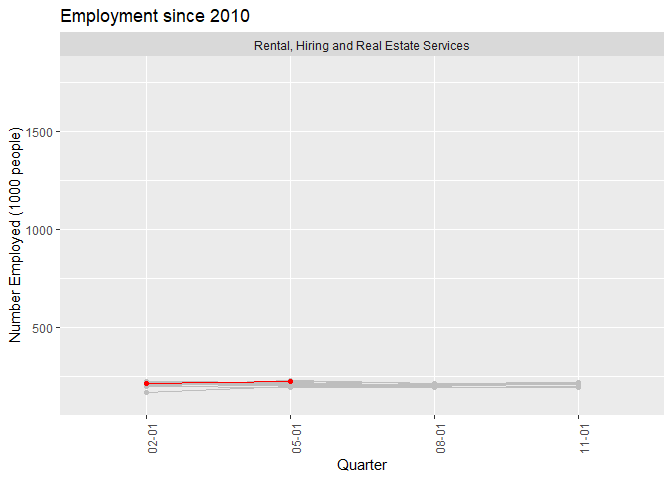 Employment since 2010
Rental, Hiring and Real Estate Services
Number Employed (1000 people)
1500
1000
500
02-01
05-01
08-01
11-01
Quarter